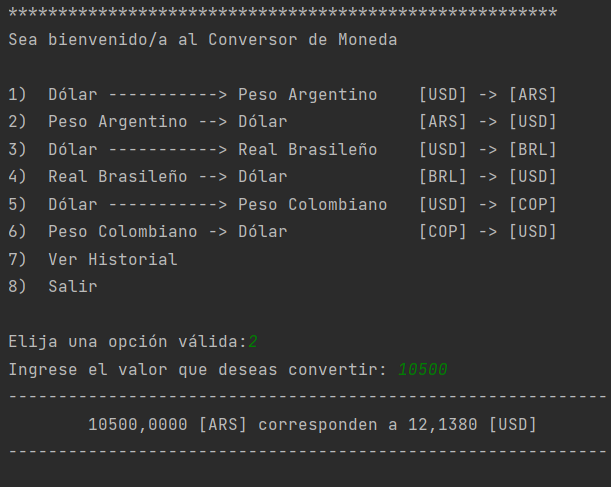 *******************************************************
Sea bienvenido/a al Conversor de Moneda
1)  Dólar -----------> Peso Argentino    [USD] -> [ARS]
2)  Peso Argentino --> Dólar             [ARS] -> [USD]
3)  Dólar -----------> Real Brasileño    [USD] -> [BRL]
4)  Real Brasileño --> Dólar             [BRL] -> [USD]
5)  Dólar -----------> Peso Colombiano   [USD] -> [COP]
6)  Peso Colombiano -> Dólar             [COP] -> [USD]
7)  Ver Historial
8)  Salir
Elija una opción válida:2
Ingrese el valor que deseas convertir: 10500
------------------------------------------------------------
        10500,0000 [ARS] corresponden a 12,1380 [USD]
------------------------------------------------------------